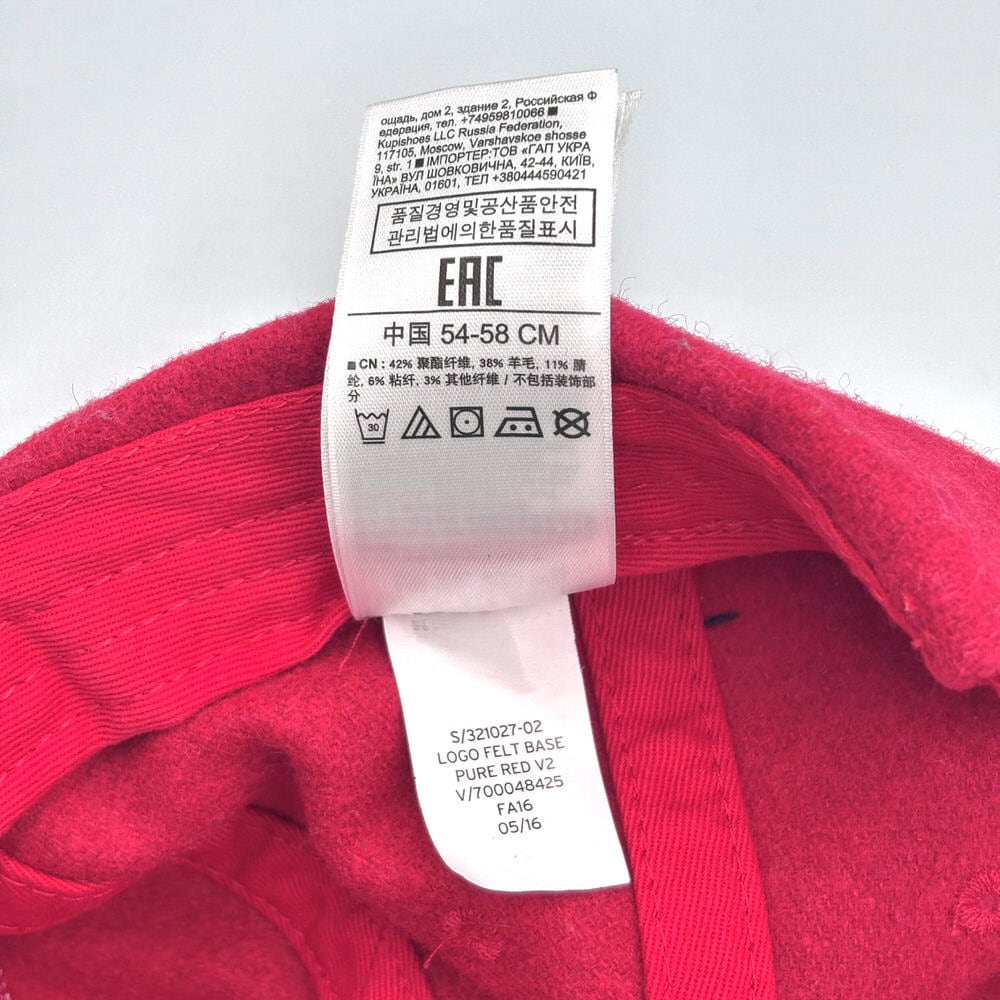 ощадь, дом 2, здание 2, Российская Ф
едерация, тел. +74959810066 ■
Kupishoes LLC Russia Federation,
117105, Moscow, Varshavskoe shosse
9, str. 1 ■ ІМПОРТЕР:ТОВ «ГАП УКРА
ЇНА» ВУЛ ШОВКОВИЧНА, 42-44, КИЇВ,
УКРАЇНА, 01601, ТЕЛ +380444590421
품질경영및공산품안전
관리법에의한품질표시
EAC
中国 54-58 CM
■ CN : 42% 聚酯纤维, 38% 羊毛, 11% 腈
纶, 6% 粘纤, 3% 其他纤维 / 不包括装饰部
分
30
S/321027-02
LOGO FELT BASE
PURE RED V2
V/700048425
FA16
05/16